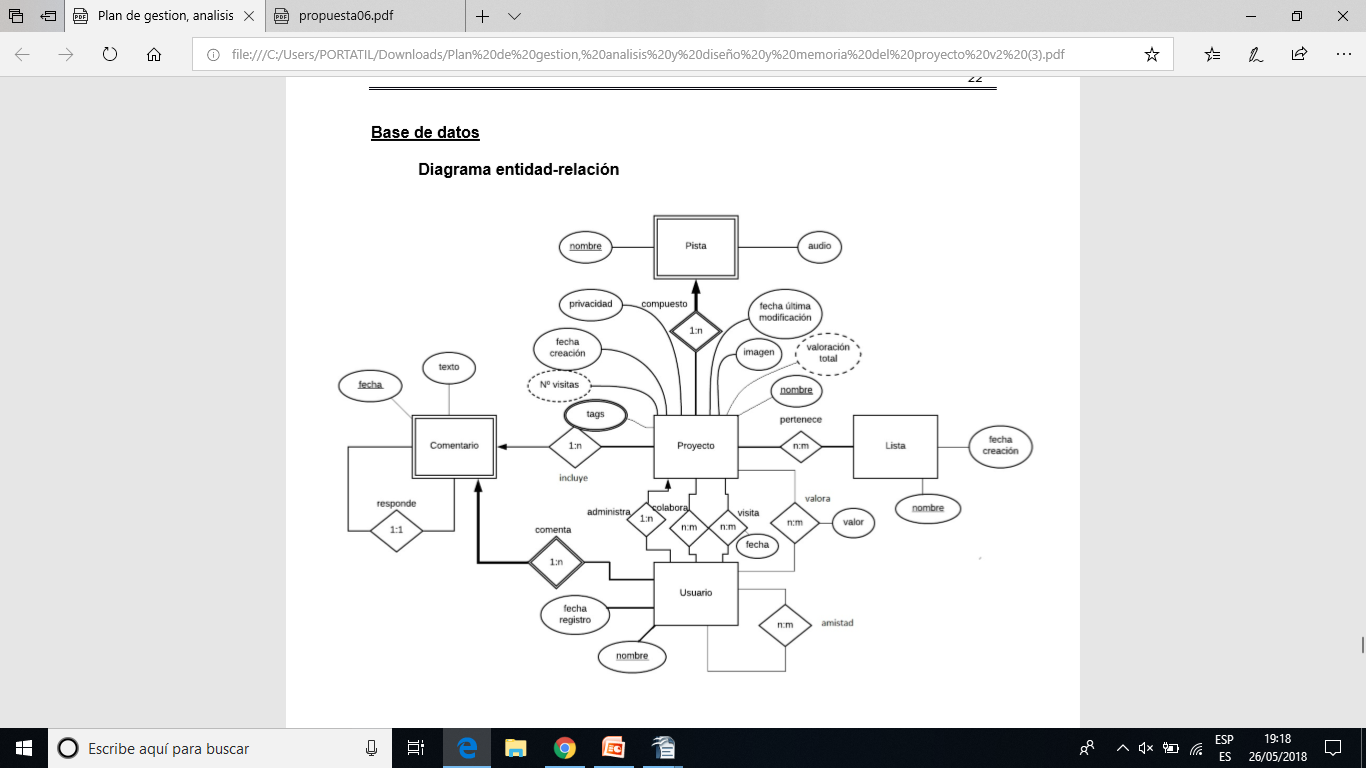 Plan de gestion, analisis
propuesta06.pdf
file:///C:/Users/PORTATIL/Downloads/Plan%20de%20gestion,%20analisis%20y%20diseño%20y%20memoria%20del%20proyecto%20v2%20(3).pdf
22
Base de datos
Diagrama entidad-relación
nombre
Pista
audio
privacidad
compuesto
fecha última
modificación
1:n
fecha
creación
imagen
valoración
total
Nº visitas
nombre
texto
fecha
tags
pertenece
Comentario
1:n
Proyecto
n:m
Lista
fecha
creación
incluye
responde
1:1
administra
1:n
colabora
n:m
visita
n:m
fecha
valora
n:m
valor
nombre
comenta
1:n
Usuario
fecha
registro
nombre
n:m
amistad
Escribe aquí para buscar
ESP
ES
19:18
26/05/2018